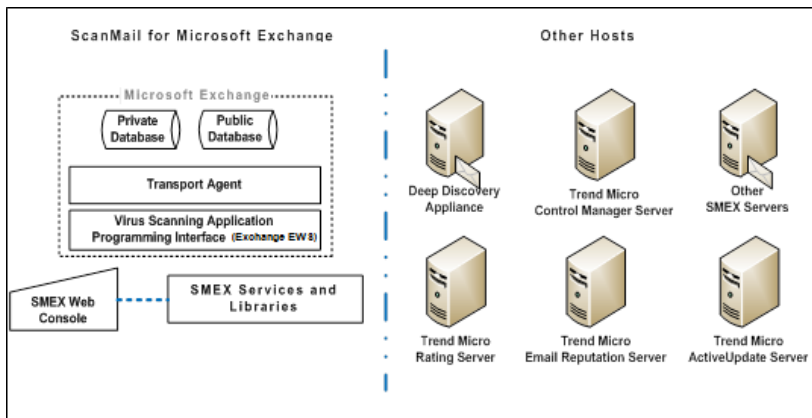 ScanMail for Microsoft Exchange
Other Hosts
Microsoft Exchange
Private
Database
Public
Database
Transport Agent
Virus Scanning Application
Programming Interface (Exchange EWS)
SMEX Web
Console
SMEX Services and
Libraries
Deep Discovery
Appliance
Trend Micro
Control Manager Server
Other
SMEX Servers
Trend Micro
Rating Server
Trend Micro
Email Reputation Server
Trend Micro
ActiveUpdate Server